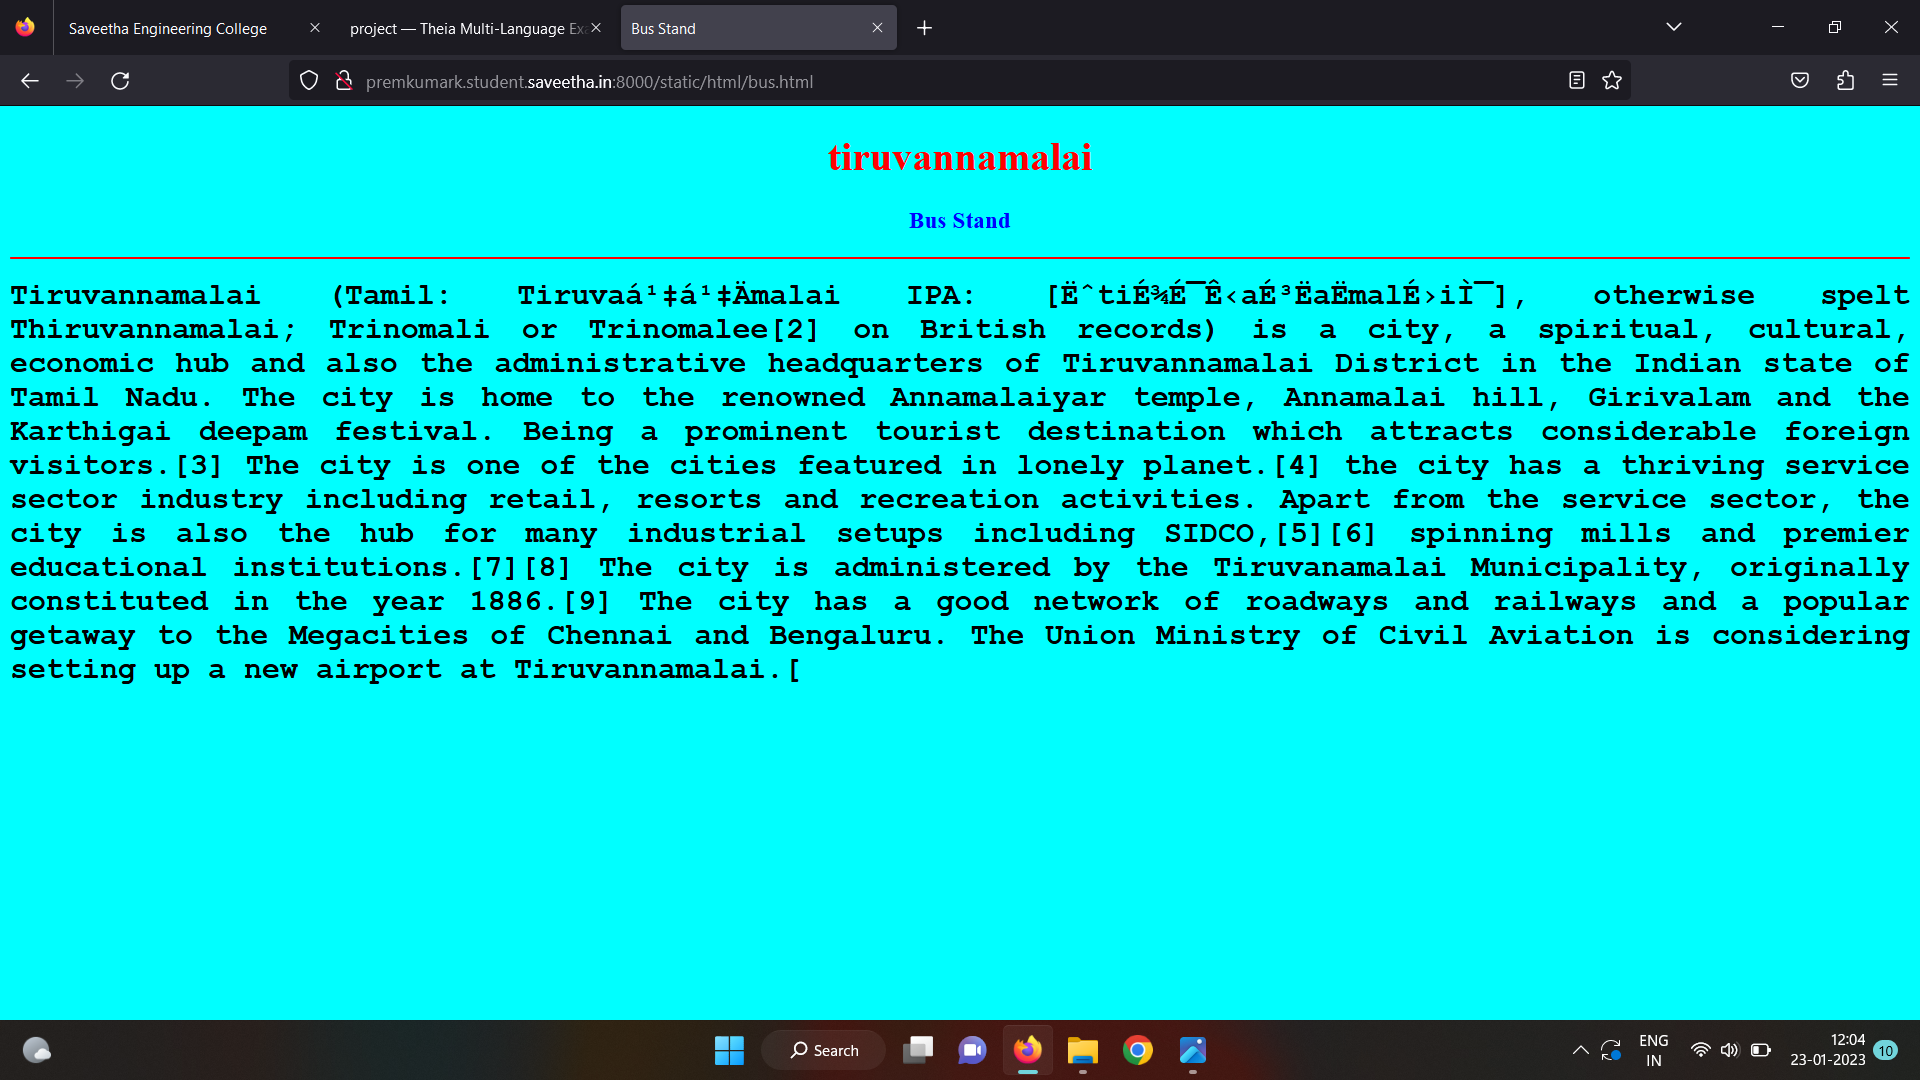 Saveetha Engineering College
project — Theia Multi-Language Ex
Bus Stand
premkumark.student.saveetha.in:8000/static/html/bus.html
tiruvannamalai
Bus Stand
Tiruvannamalai (Tamil: Tiruvaá¹‡á¹‡Ämalai IPA: [ËˆtiÉ¾É¯Ê‹aÉ³ËaËmalÉ›iÌ¯], otherwise spelt
Thiruvannamalai; Trinomali or Trinomalee[2] on British records) is a city, a spiritual, cultural,
economic hub and also the administrative headquarters of Tiruvannamalai District in the Indian state of
Tamil Nadu. The city is home to the renowned Annamalaiyar temple, Annamalai hill, Girivalam and the
Karthigai deepam festival. Being a prominent tourist destination which attracts considerable foreign
visitors.[3] The city is one of the cities featured in lonely planet.[4] the city has a thriving service
sector industry including retail, resorts and recreation activities. Apart from the service sector, the
city is also the hub for many industrial setups including SIDCO,[5][6] spinning mills and premier
educational institutions.[7][8] The city is administered by the Tiruvanamalai Municipality, originally
constituted in the year 1886.[9] The city has a good network of roadways and railways and a popular
getaway to the Megacities of Chennai and Bengaluru. The Union Ministry of Civil Aviation is considering
setting up a new airport at Tiruvannamalai.[
Search
ENG
IN
12:04
23-01-2023
10